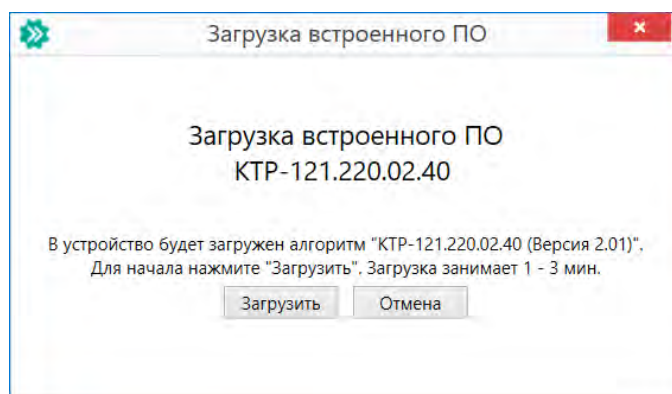 Загрузка встроенного ПО
Загрузка встроенного ПО
КТР-121.220.02.40
В устройство будет загружен алгоритм "КТР-121.220.02.40 (Версия 2.01)".
Для начала нажмите "Загрузить". Загрузка занимает 1 - 3 мин.
Загрузить Отмена